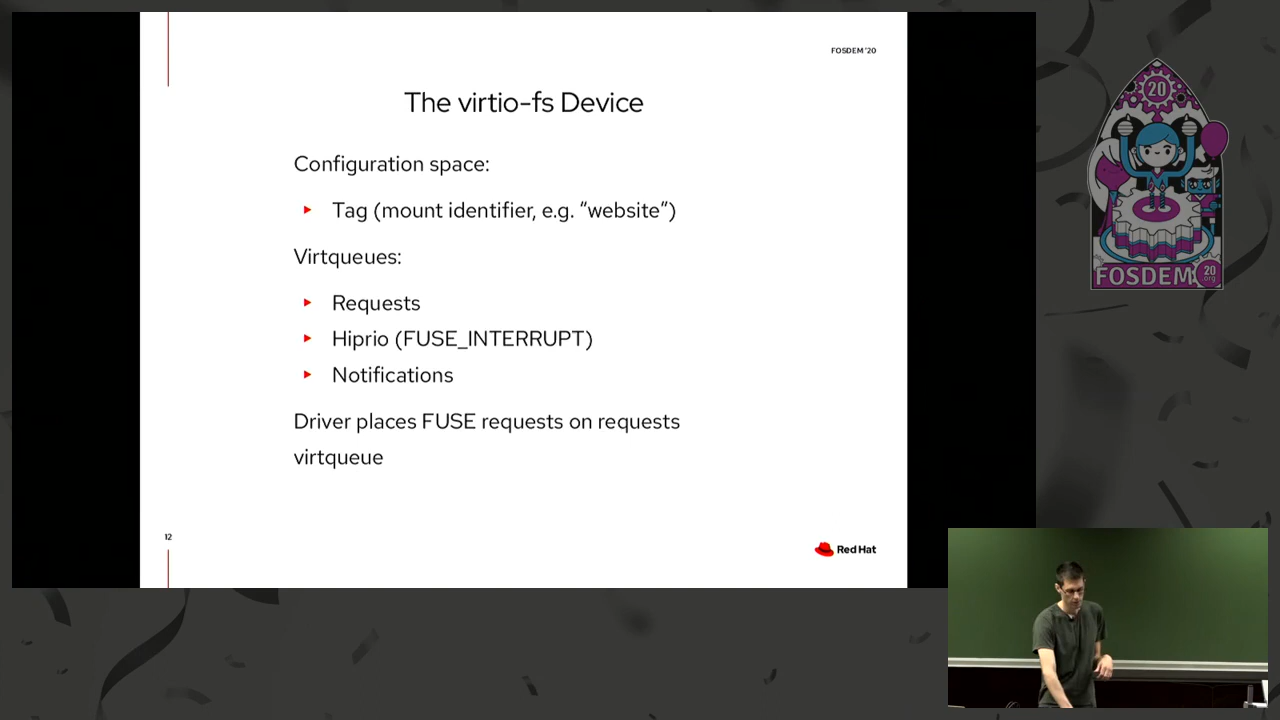 FOSDEM '20
The virtio-fs Device
Configuration space:
Tag (mount identifier, e.g. “website”)
Virtqueues:
Requests
Hiprio (FUSE_INTERRUPT)
Notifications
Driver places FUSE requests on requests
virtqueue
12
Red Hat
20
FOSDEM
20
.org